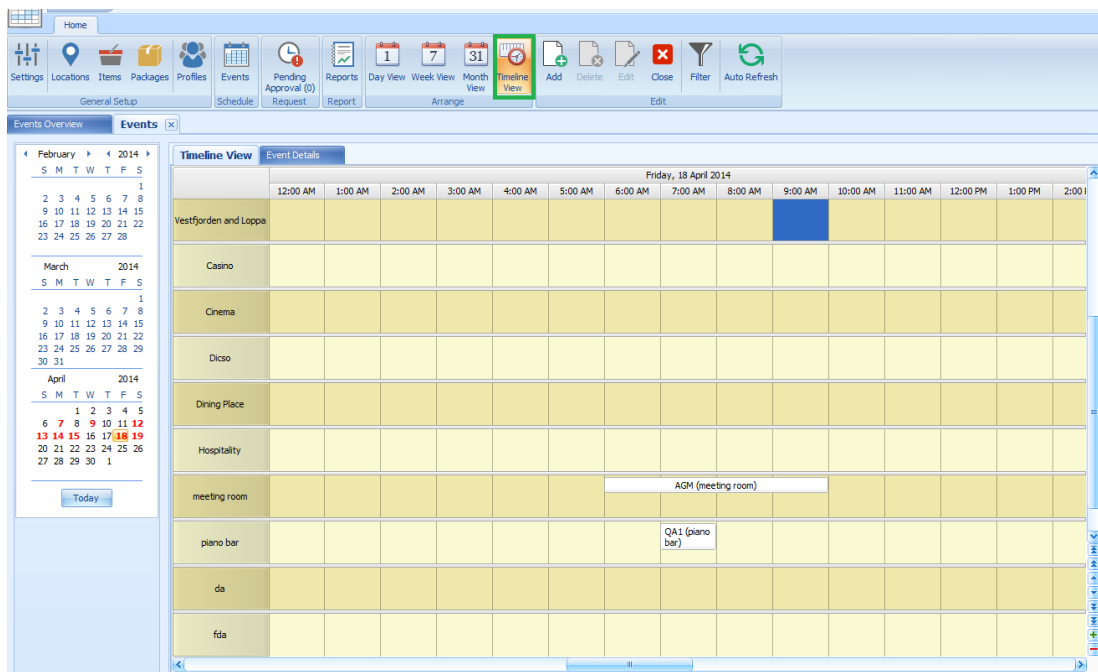 Home
Settings Locations Items Packages Profiles Events Pending Approval (0) Reports Day View Week View Month View Timeline View Add Delete Edit Close Filter Auto Refresh
1 7 31
General Setup Schedule Request Report Arrange Edit
Events Overview Events
February 2014
S M T W T F S
1
2 3 4 5 6 7 8
9 10 11 12 13 14 15
16 17 18 19 20 21 22
23 24 25 26 27 28
March 2014
S M T W T F S
1
2 3 4 5 6 7 8
9 10 11 12 13 14 15
16 17 18 19 20 21 22
23 24 25 26 27 28 29
30 31
April 2014
S M T W T F S
1 2 3 4 5
6 7 8 9 10 11 12
13 14 15 16 17 18 19
20 21 22 23 24 25 26
27 28 29 30 1
Today
Timeline View Event Details
Friday, 18 April 2014
12:00 AM 1:00 AM 2:00 AM 3:00 AM 4:00 AM 5:00 AM 6:00 AM 7:00 AM 8:00 AM 9:00 AM 10:00 AM 11:00 AM 12:00 PM 1:00 PM 2:00
Vestfjorden and Loppa
Casino
Cinema
Dicso
Dining Place
Hospitality
meeting room
AGM (meeting room)
piano bar
QA1 (piano
bar)
da
fda